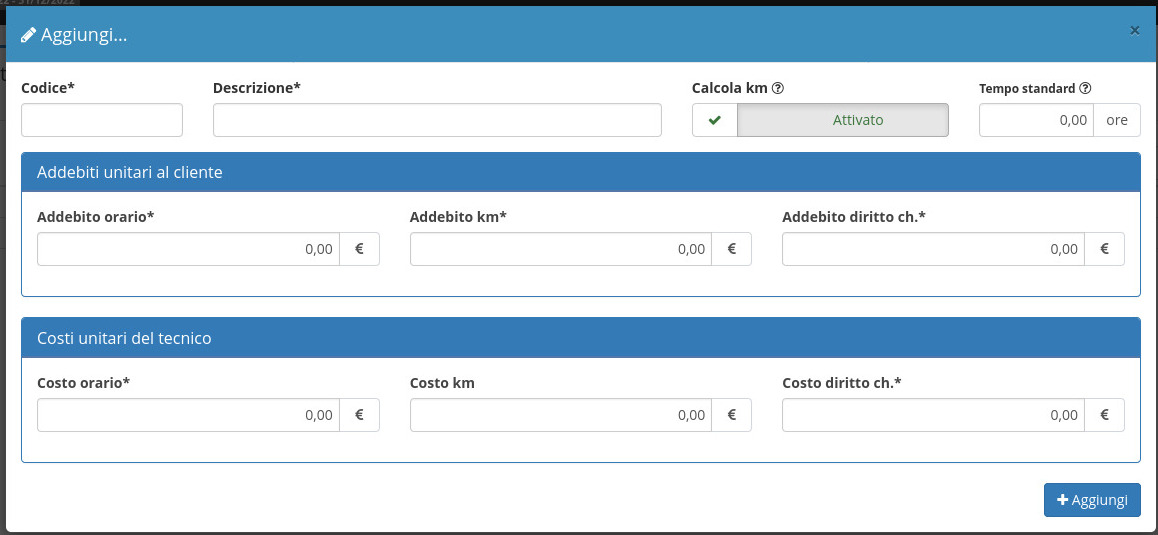 31/12/2022
Aggiungi...
×
Codice* Descrizione* Calcola km Tempo standard
Attivato 0,00 ore
Addebiti unitari al cliente
Addebito orario* Addebito km* Addebito diritto ch.*
0,00 € 0,00 € 0,00 €
Costi unitari del tecnico
Costo orario* Costo km Costo diritto ch.*
0,00 € 0,00 € 0,00 €
Aggiungi